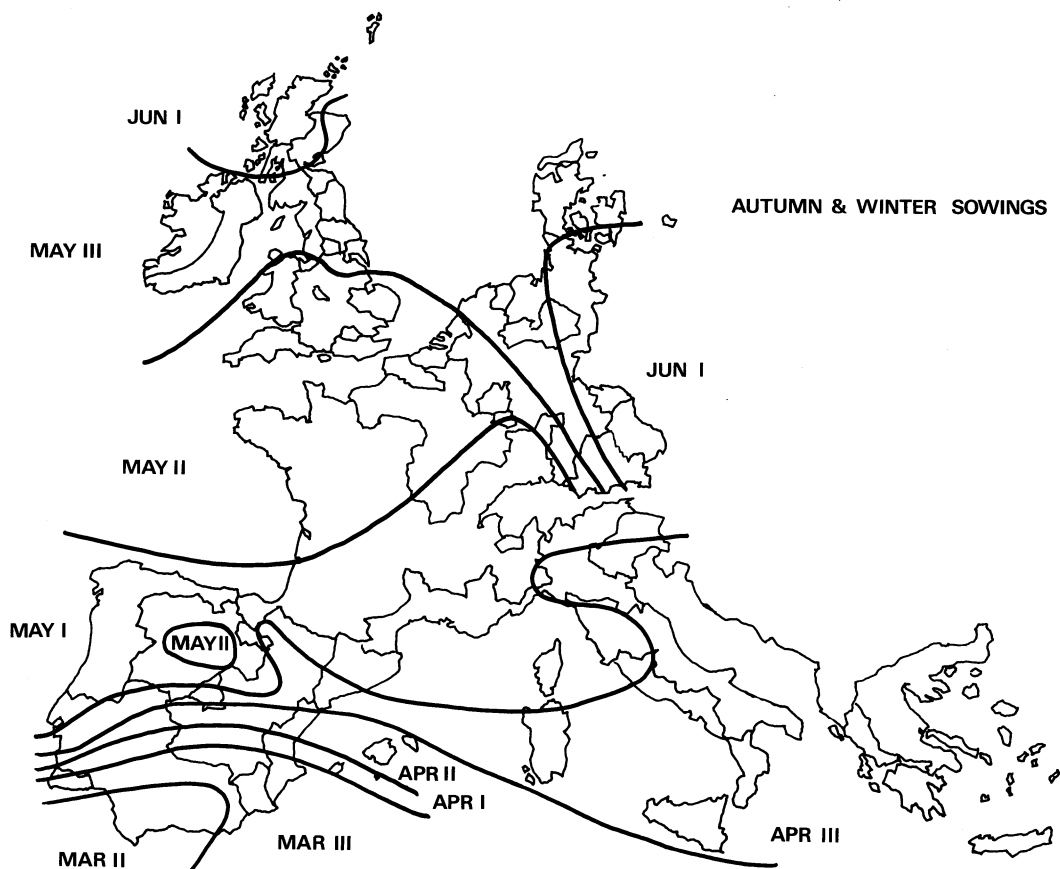 JUN I
AUTUMN & WINTER SOWINGS
MAY III
JUN I
MAY II
MAY I
MAY II
APR II
APR I
APR III
MAR III
MAR II